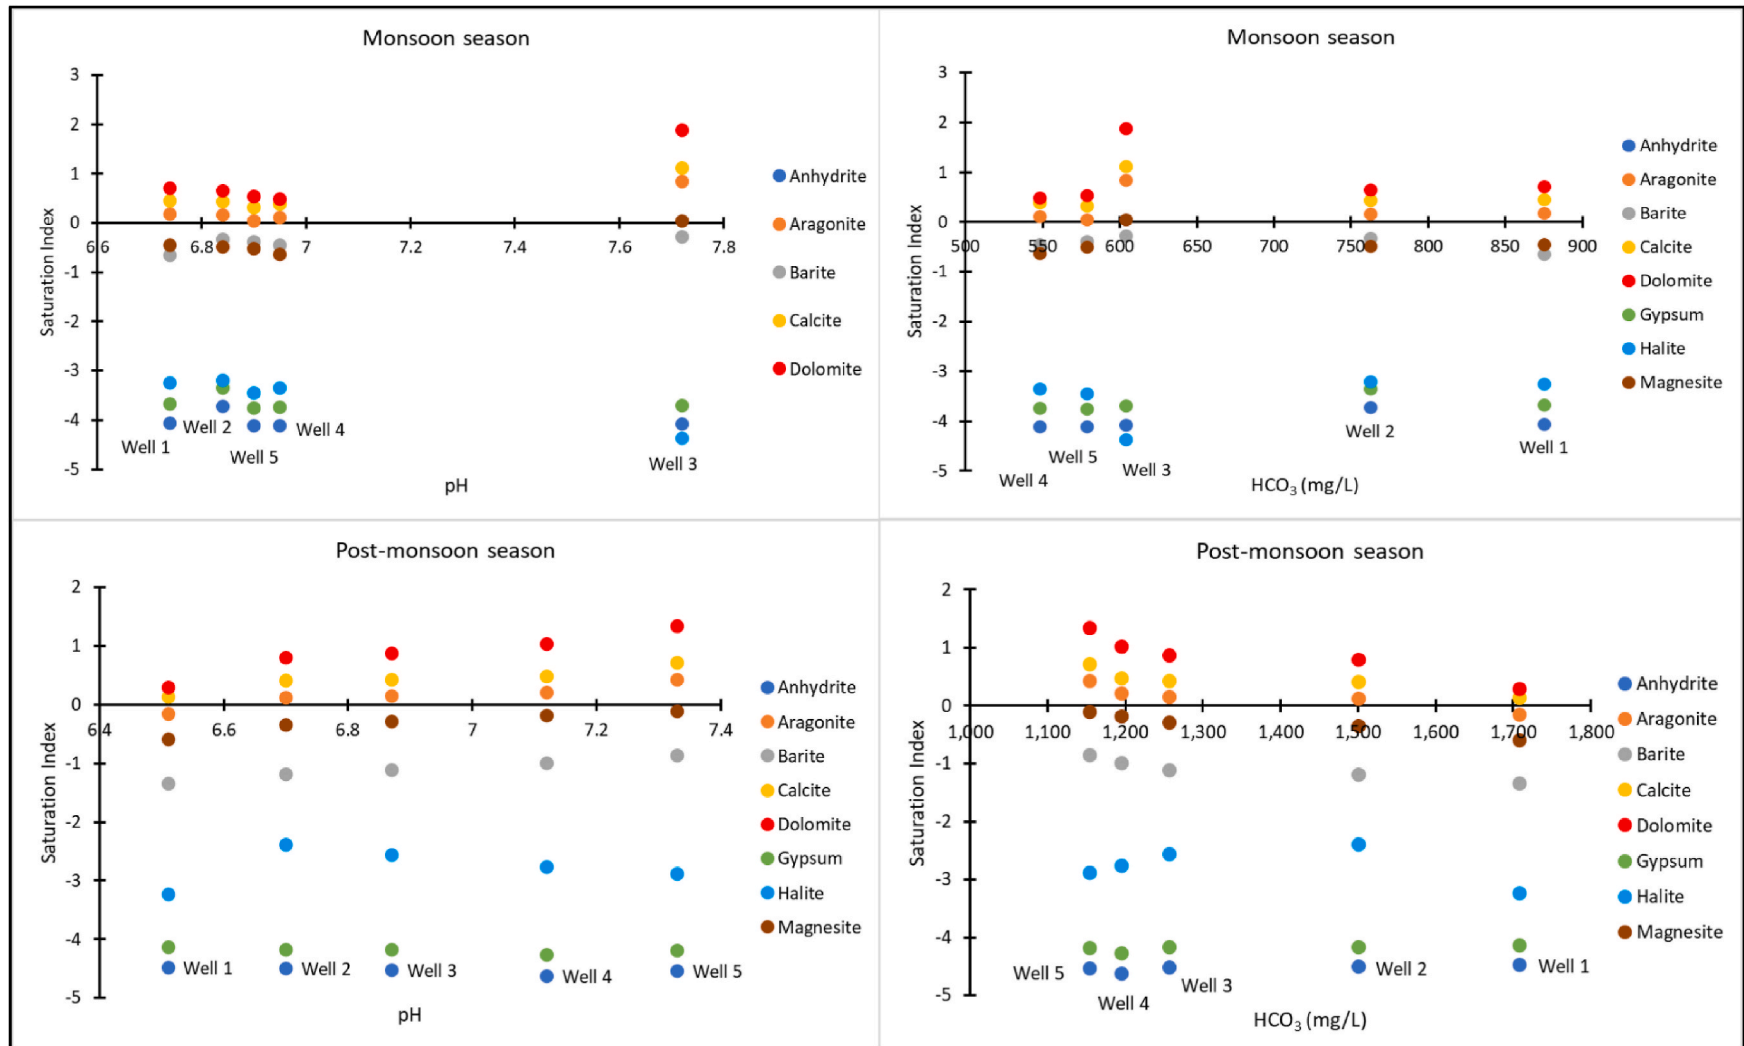 Monsoon season
3
2
1
0
-1
-2
-3
-4
-5
Saturation Index
6.6
6.8
7
7.2
7.4
7.6
7.8
Well 1
Well 2
Well 5
Well 4
Well 3
pH
Anhydrite
Aragonite
Barite
Calcite
Dolomite
Monsoon season
3
2
1
0
-1
-2
-3
-4
-5
Saturation Index
500
550
600
650
700
750
800
850
900
Well 4
Well 5
Well 3
Well 2
Well 1
HCO₃ (mg/L)
Anhydrite
Aragonite
Barite
Calcite
Dolomite
Gypsum
Halite
Magnesite
Post-monsoon season
2
1
0
-1
-2
-3
-4
-5
Saturation Index
6.4
6.6
6.8
7
7.2
7.4
Well 1
Well 2
Well 3
Well 4
Well 5
pH
Anhydrite
Aragonite
Barite
Calcite
Dolomite
Gypsum
Halite
Magnesite
Post-monsoon season
2
1
0
-1
-2
-3
-4
-5
Saturation Index
1,000
1,100
1,200
1,300
1,400
1,500
1,600
1,700
1,800
Well 5
Well 4
Well 3
Well 2
Well 1
HCO₃ (mg/L)
Anhydrite
Aragonite
Barite
Calcite
Dolomite
Gypsum
Halite
Magnesite